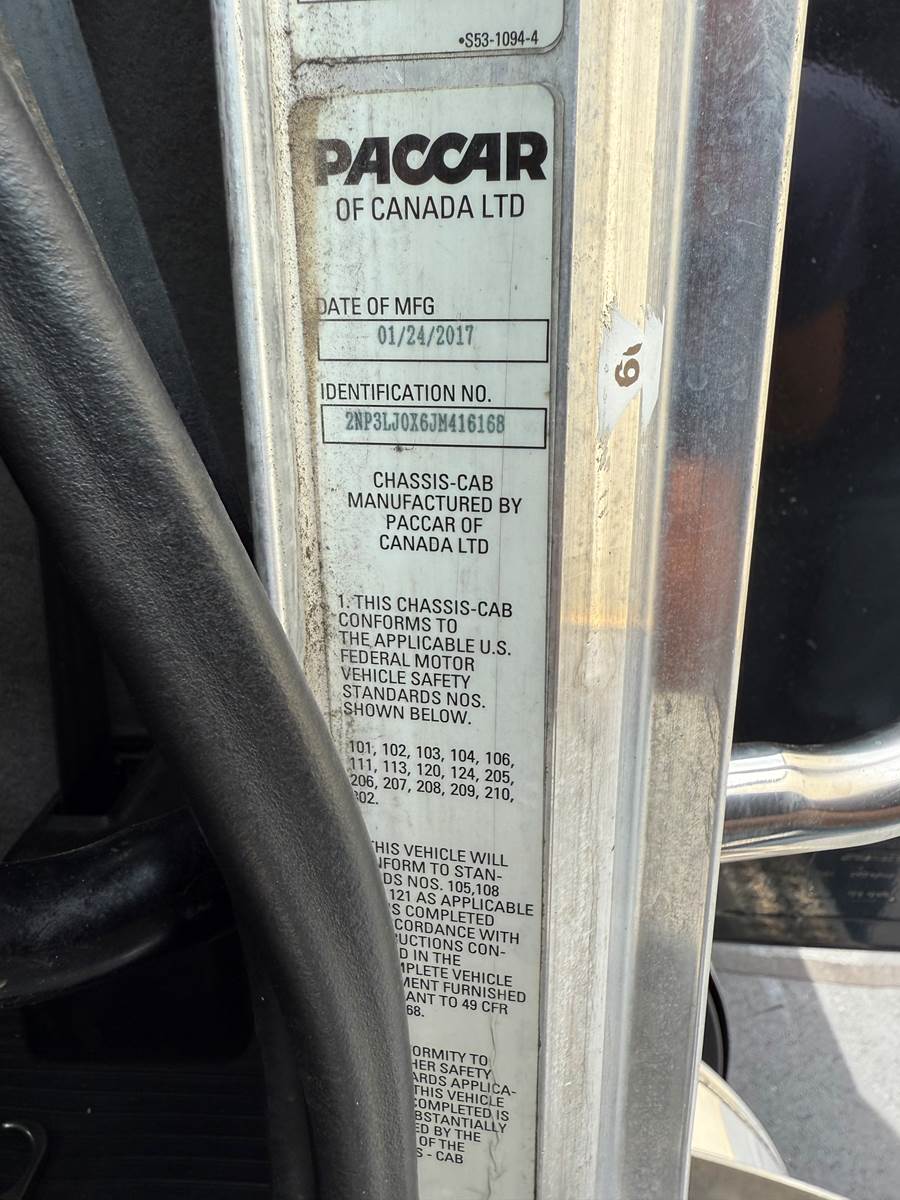 •S53-1094-4
PACCAR
OF CANADA LTD
DATE OF MFG
01/24/2017
IDENTIFICATION NO.
2NP3LJ0X6JM416168
CHASSIS-CAB
MANUFACTURED BY
PACCAR OF
CANADA LTD
1. THIS CHASSIS-CAB
CONFORMS TO
THE APPLICABLE U.S.
FEDERAL MOTOR
VEHICLE SAFETY
STANDARDS NOS.
SHOWN BELOW.
101, 102, 103, 104, 106,
111, 113, 120, 124, 205,
206, 207, 208, 209, 210,
302.
THIS VEHICLE WILL
NFORM TO STAN-
DS NOS. 105,108
121 AS APPLICABLE
S COMPLETED
CORDANCE WITH
UCTIONS CON-
D IN THE
MPLETE VEHICLE
MENT FURNISHED
ANT TO 49 CFR
68.
ORMITY TO
HER SAFETY
ARDS APPLICA-
THIS VEHICLE
COMPLETED IS
BSTANTIALLY
ED BY THE
OF THE
S - CAB